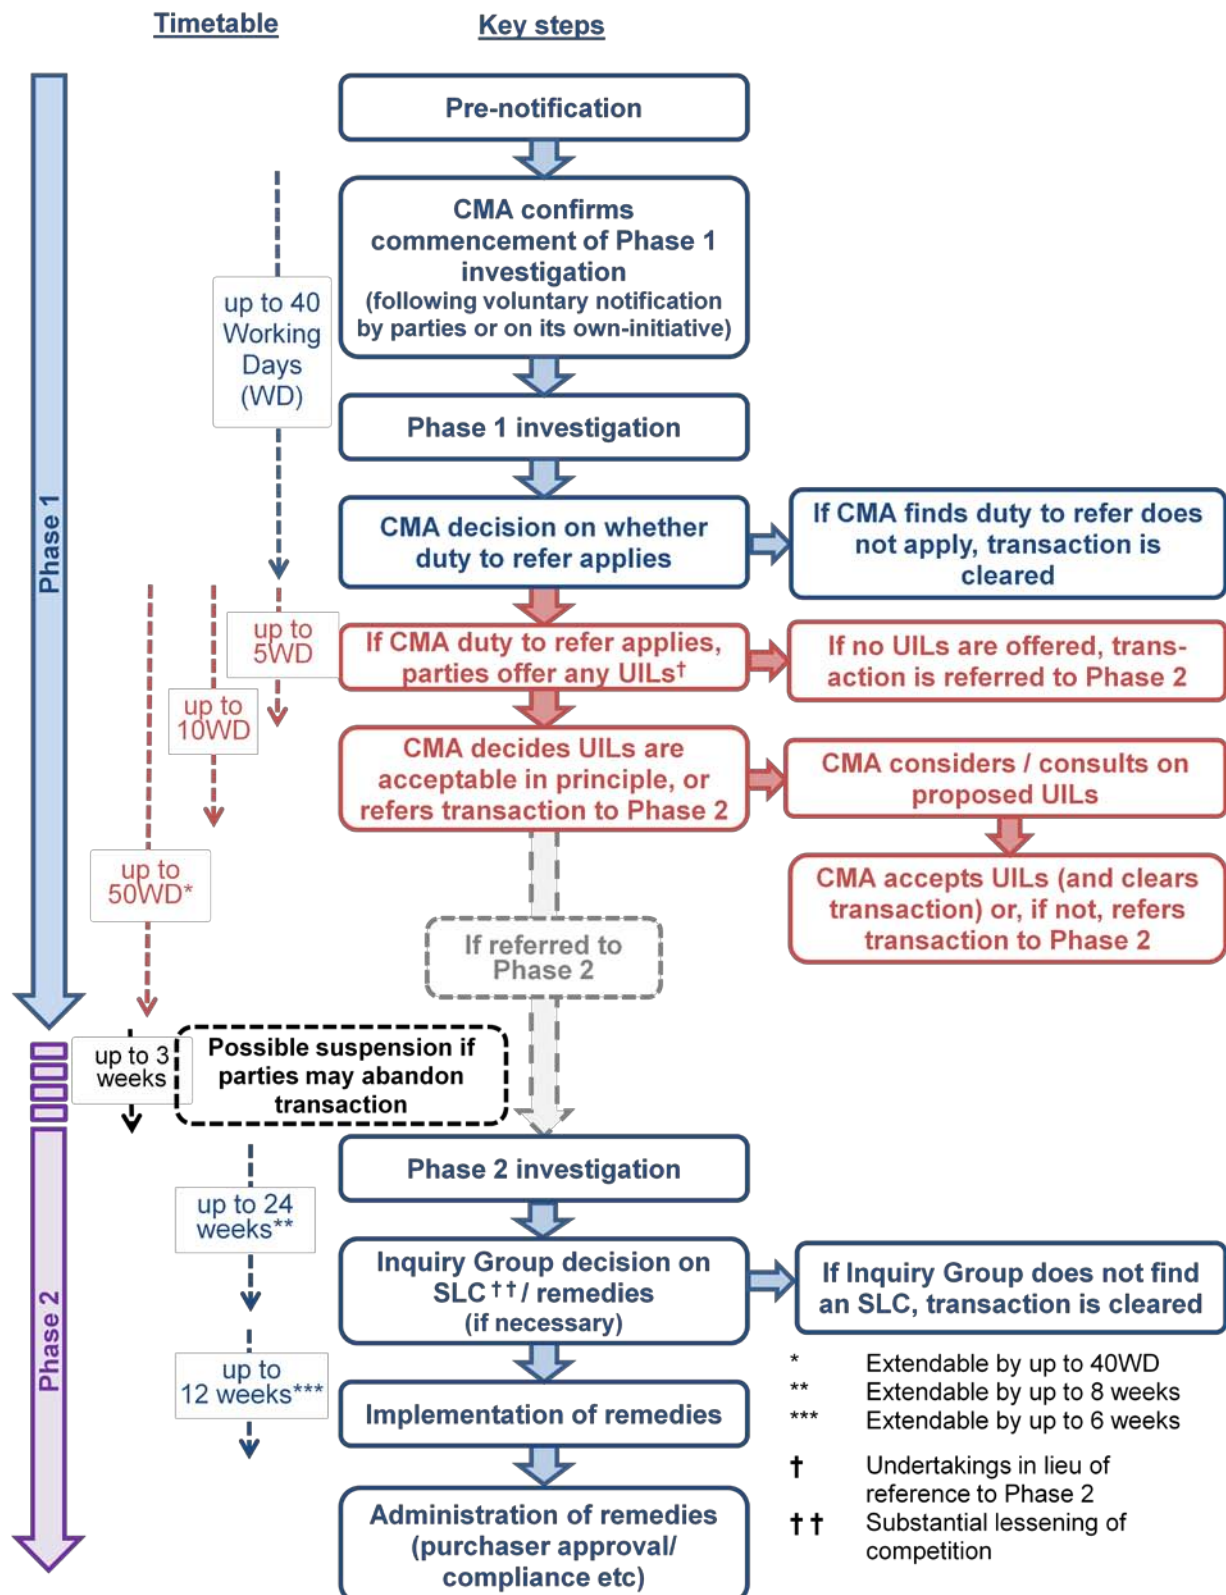 Timetable
Key steps
Pre-notification
CMA confirms
commencement of Phase 1
investigation
(following voluntary notification
by parties or on its own-initiative)
up to 40
Working
Days
(WD)
Phase 1 investigation
Phase 1
CMA decision on whether
duty to refer applies
If CMA finds duty to refer does
not apply, transaction is
cleared
up to
5WD
If CMA duty to refer applies,
parties offer any UILs†
If no UILs are offered, trans-
action is referred to Phase 2
up to
10WD
CMA decides UILs are
acceptable in principle, or
refers transaction to Phase 2
CMA considers / consults on
proposed UILs
up to
50WD*
CMA accepts UILs (and clears
transaction) or, if not, refers
transaction to Phase 2
If referred to
Phase 2
up to 3
weeks
Possible suspension if
parties may abandon
transaction
Phase 2 investigation
up to 24
weeks**
Inquiry Group decision on
SLC††/ remedies
(if necessary)
If Inquiry Group does not find
an SLC, transaction is cleared
Phase 2
up to
12 weeks***
Implementation of remedies
Administration of remedies
(purchaser approval/
compliance etc)
* Extendable by up to 40WD
** Extendable by up to 8 weeks
*** Extendable by up to 6 weeks
† Undertakings in lieu of
reference to Phase 2
†† Substantial lessening of
competition